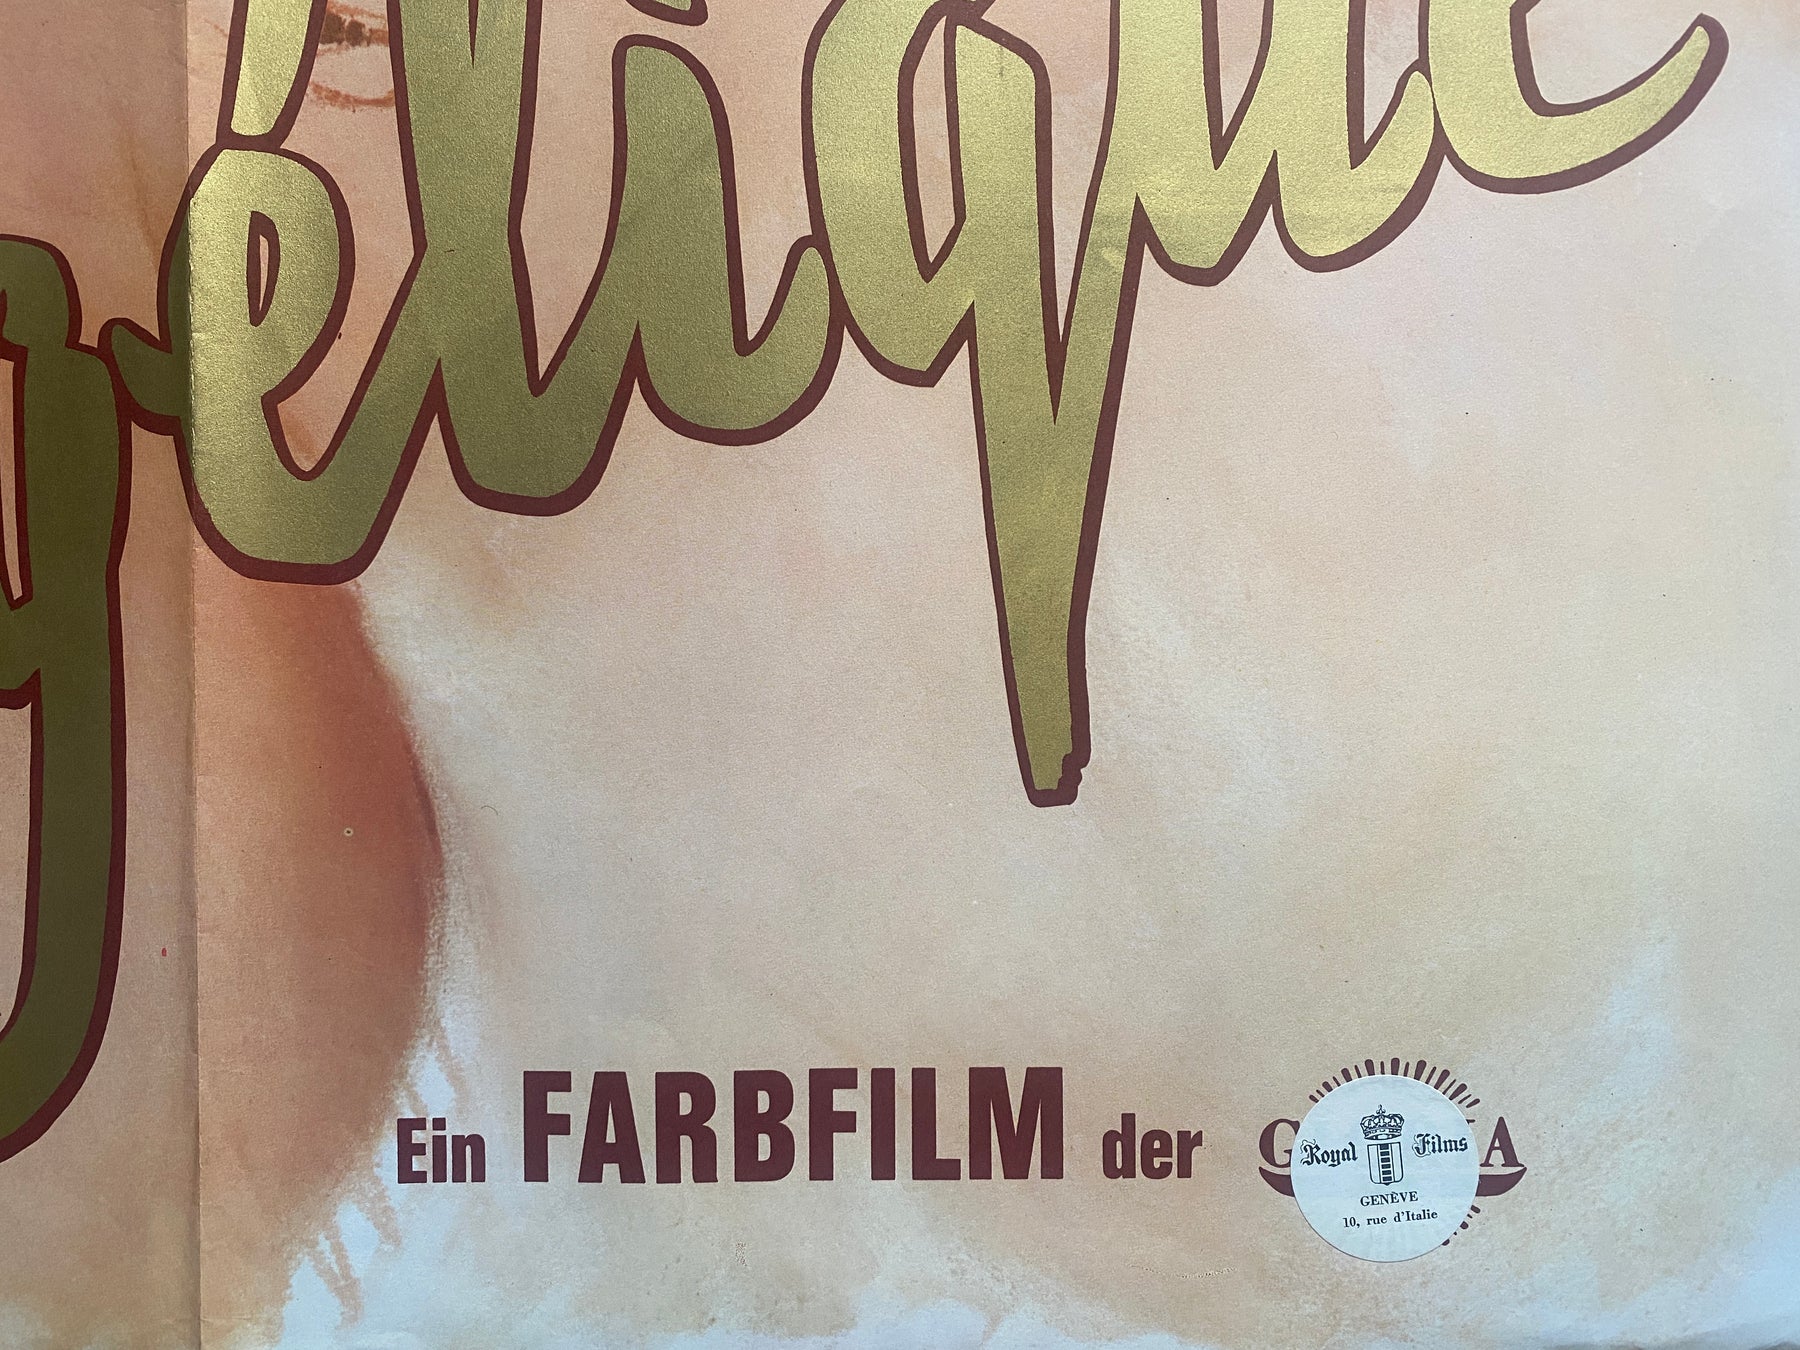 gélique
Ein FARBFILM der
Royal Films
GENÈVE
10, rue d'Italie